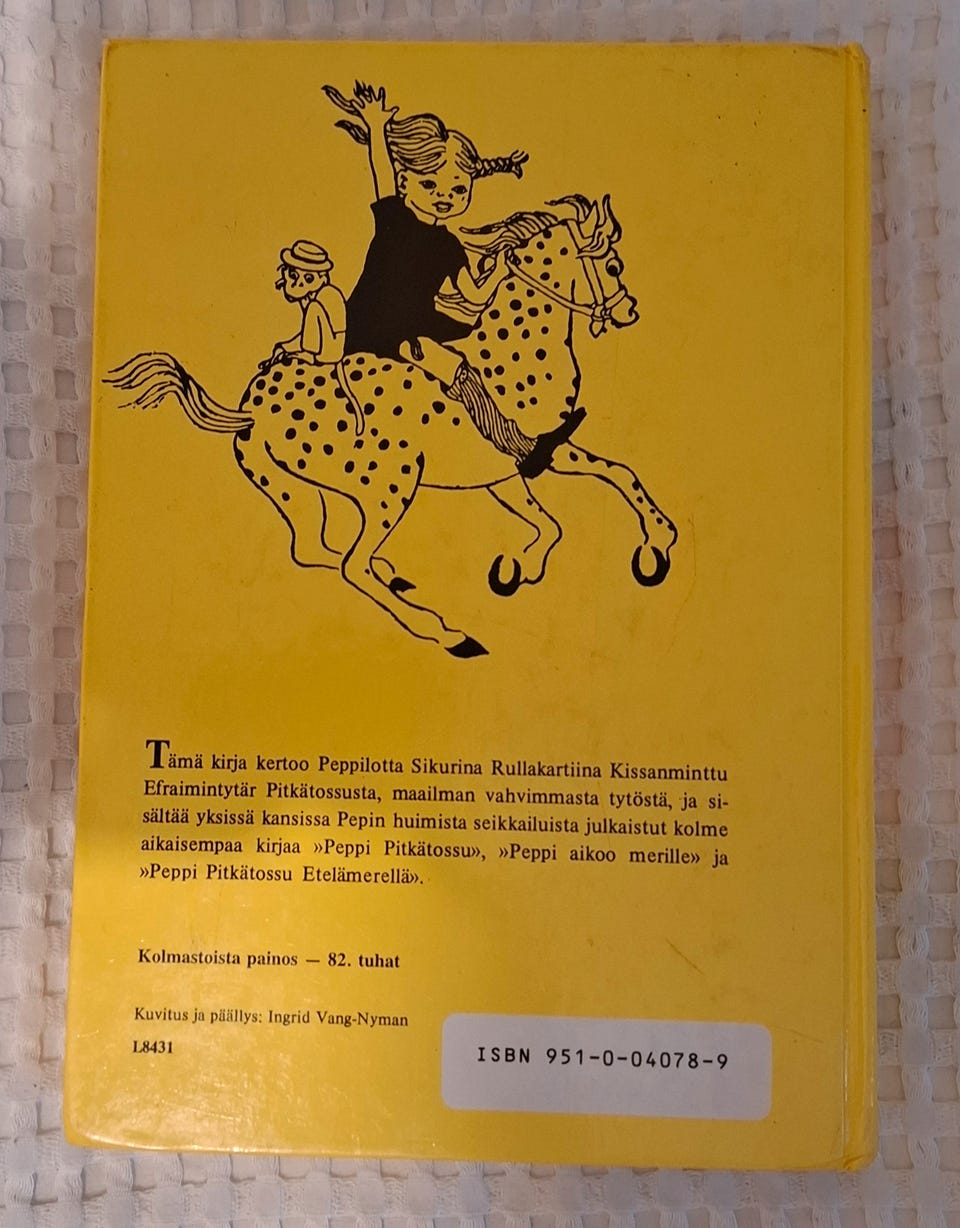 Tämä kirja kertoo Peppilotta Sikurina Rullakartiina Kissanminttu
Efraimintytär Pitkätossusta, maailman vahvimmasta tytöstä, ja si-
sältää yksissä kansissa Pepin huimista seikkailuista julkaistut kolme
aikaisempaa kirjaa »Peppi Pitkätossu», »Peppi aikoo merille» ja
»Peppi Pitkätossu Etelämerellä».
Kolmastoista painos — 82. tuhat
Kuvitus ja päällys: Ingrid Vang-Nyman
L8431
ISBN 951-0-04078-9